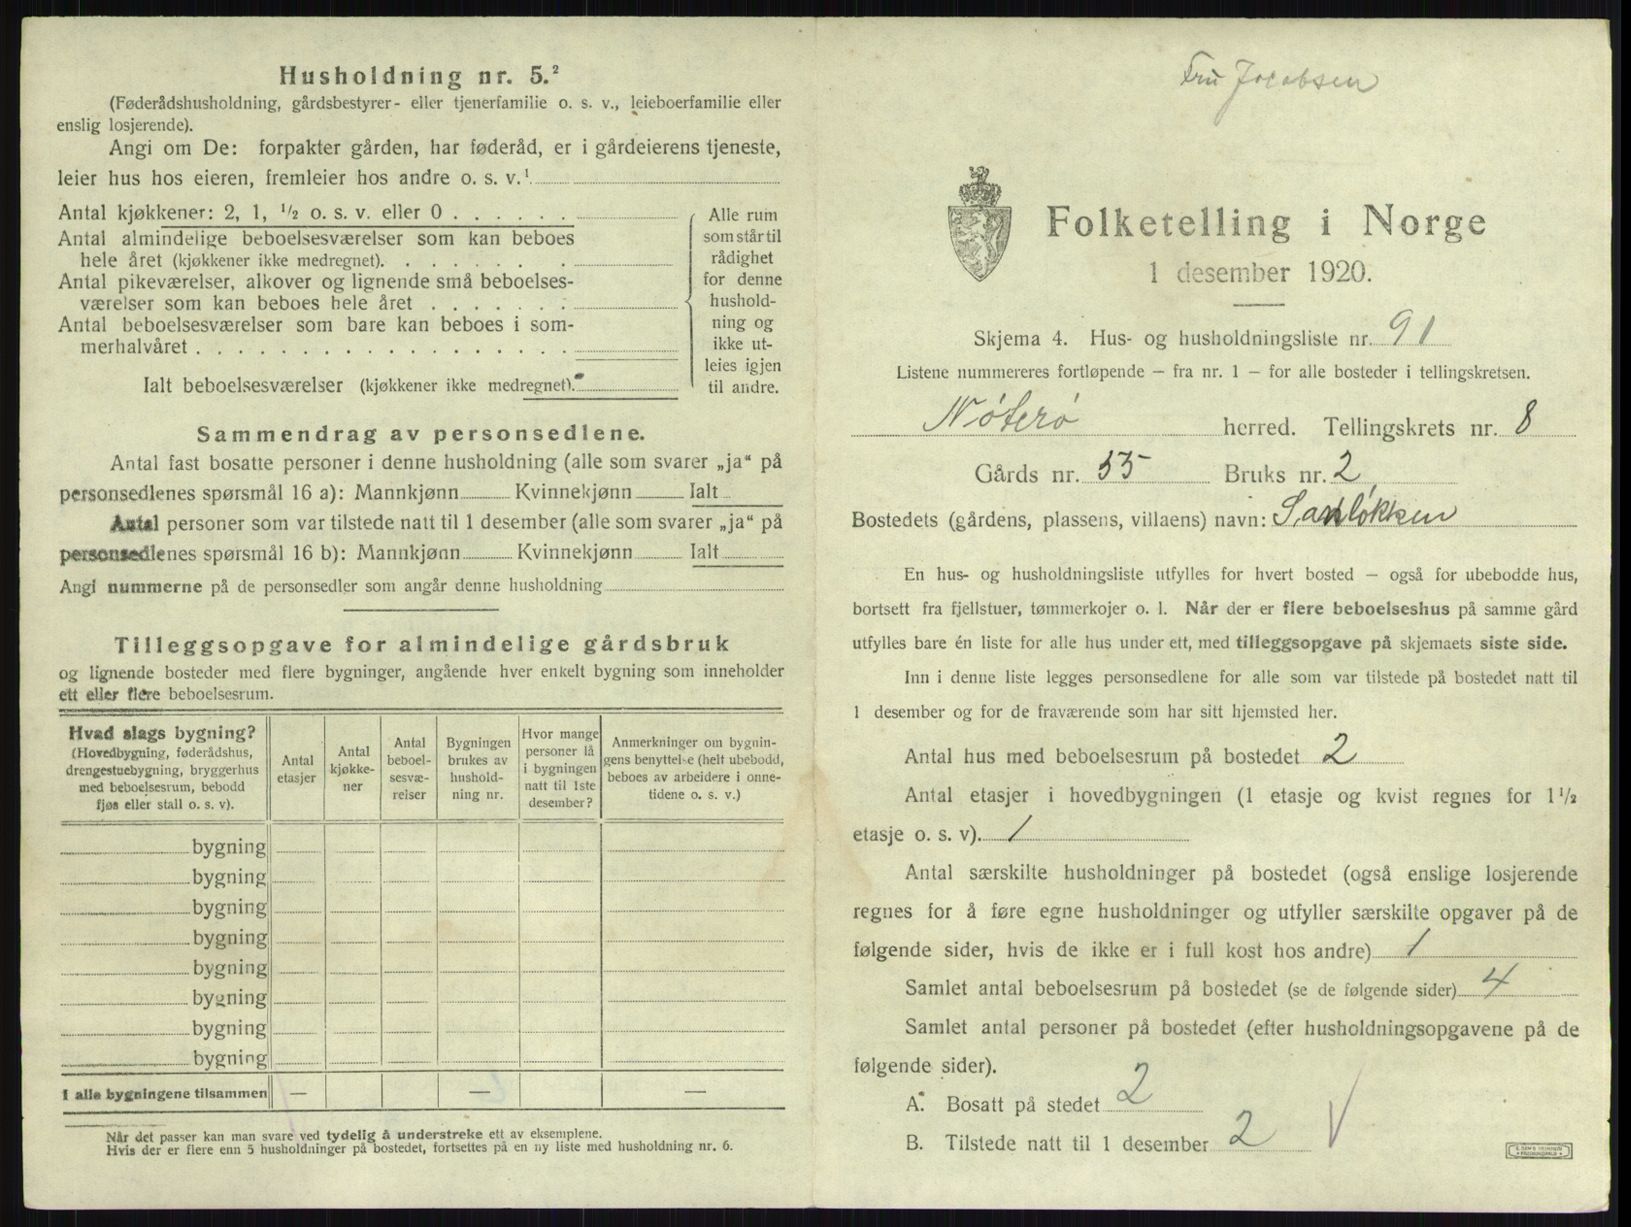 Husholdning nr. 5.²
(Føderådshusholdning, gårdsbestyrer- eller tjenerfamilie o. s. v., leieboerfamilie eller
enslig losjerende).
Angi om De: forpakter gården, har føderåd, er i gårdeierens tjeneste,
leier hus hos eieren, fremleier hos andre o. s. v.¹
Antal kjøkkener: 2, 1, ¹/₂ o. s. v. eller 0 . . . . . .
Antal almindelige beboelsesværelser som kan beboes
hele året (kjøkkener ikke medregnet). . . . . . . .
Antal pikeværelser, alkover og lignende små beboelses-
værelser som kan beboes hele året . . . . . . .
Antal beboelsesværelser som bare kan beboes i som-
merhalvåret . . . . . . . . . . . . . . . . . .
Ialt beboelsesværelser (kjøkkener ikke medregnet).
Alle rum
som står til
rådighet
for denne
hushold-
ning og
ikke ut-
leies igjen
til andre.
Sammendrag av personsedlene.
Antal fast bosatte personer i denne husholdning (alle som svarer „ja“ på
personsedlenes spørsmål 16 a): Mannkjønn Kvinnekjønn Ialt
Antal personer som var tilstede natt til 1 desember (alle som svarer „ja“ på
personsedlenes spørsmål 16 b): Mannkjønn Kvinnekjønn Ialt
Angi nummerne på de personsedler som angår denne husholdning
Tilleggsopgave for almindelige gårdsbruk
og lignende bosteder med flere bygninger, angående hver enkelt bygning som inneholder
ett eller flere beboelsesrum.
Hvad slags bygning?
(Hovedbygning, føderådshus,
drengestuebygning, bryggerhus
med beboelsesrum, bebodd
fjøs eller stall o. s. v).
Antal
etasjer
Antal
kjøkke-
ner
Antal
beboel-
sesvæ-
relser
Bygningen
brukes av
hushold-
ning nr.
Hvor mange
personer lå
i bygningen
natt til 1ste
desember?
Anmerkninger om bygnin-
gens benyttelse (helt ubebodd,
beboes av arbeidere i onne-
tidene o. s. v.)
bygning
bygning
bygning
bygning
bygning
bygning
bygning
bygning
I alle bygningene tilsammen — — —
Når det passer kan man svare ved tydelig å understreke ett av eksemplene.
Hvis der er flere enn 5 husholdninger på bostedet, fortsettes på en ny liste med husholdning nr. 6.
Fru Jacobsen
Folketelling i Norge
1 desember 1920.
Skjema 4. Hus- og husholdningsliste nr. 91
Listene nummereres fortløpende — fra nr. 1 — for alle bosteder i tellingskretsen.
Nøterø herred. Tellingskrets nr. 8
Gårds nr. 55 Bruks nr. 2
Bostedets (gårdens, plassens, villaens) navn: Sanløkken
En hus- og husholdningsliste utfylles for hvert bosted — også for ubebodde hus,
bortsett fra fjellstuer, tømmerkojer o. l. Når der er flere beboelseshus på samme gård
utfylles bare én liste for alle hus under ett, med tilleggsopgave på skjemaets siste side.
Inn i denne liste legges personsedlene for alle som var tilstede på bostedet natt til
1 desember og for de fraværende som har sitt hjemsted her.
Antal hus med beboelsesrum på bostedet 2
Antal etasjer i hovedbygningen (1 etasje og kvist regnes for 1¹/₂
etasje o. s. v). 1
Antal særskilte husholdninger på bostedet (også enslige losjerende
regnes for å føre egne husholdninger og utfyller særskilte opgaver på de
følgende sider, hvis de ikke er i full kost hos andre) 1
Samlet antal beboelsesrum på bostedet (se de følgende sider) 4
Samlet antal personer på bostedet (efter husholdningsopgavene på de
følgende sider).
A. Bosatt på stedet 2
B. Tilstede natt til 1 desember 2 V